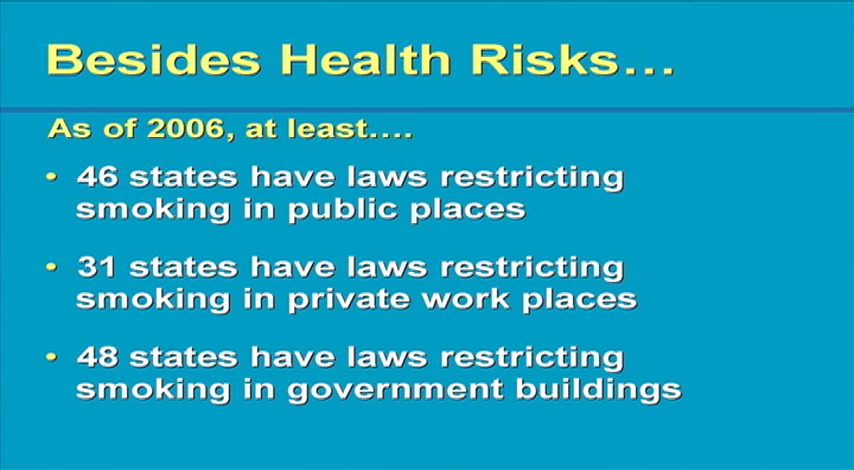 Besides Health Risks...
As of 2006, at least....
• 46 states have laws restricting
smoking in public places
• 31 states have laws restricting
smoking in private work places
• 48 states have laws restricting
smoking in government buildings